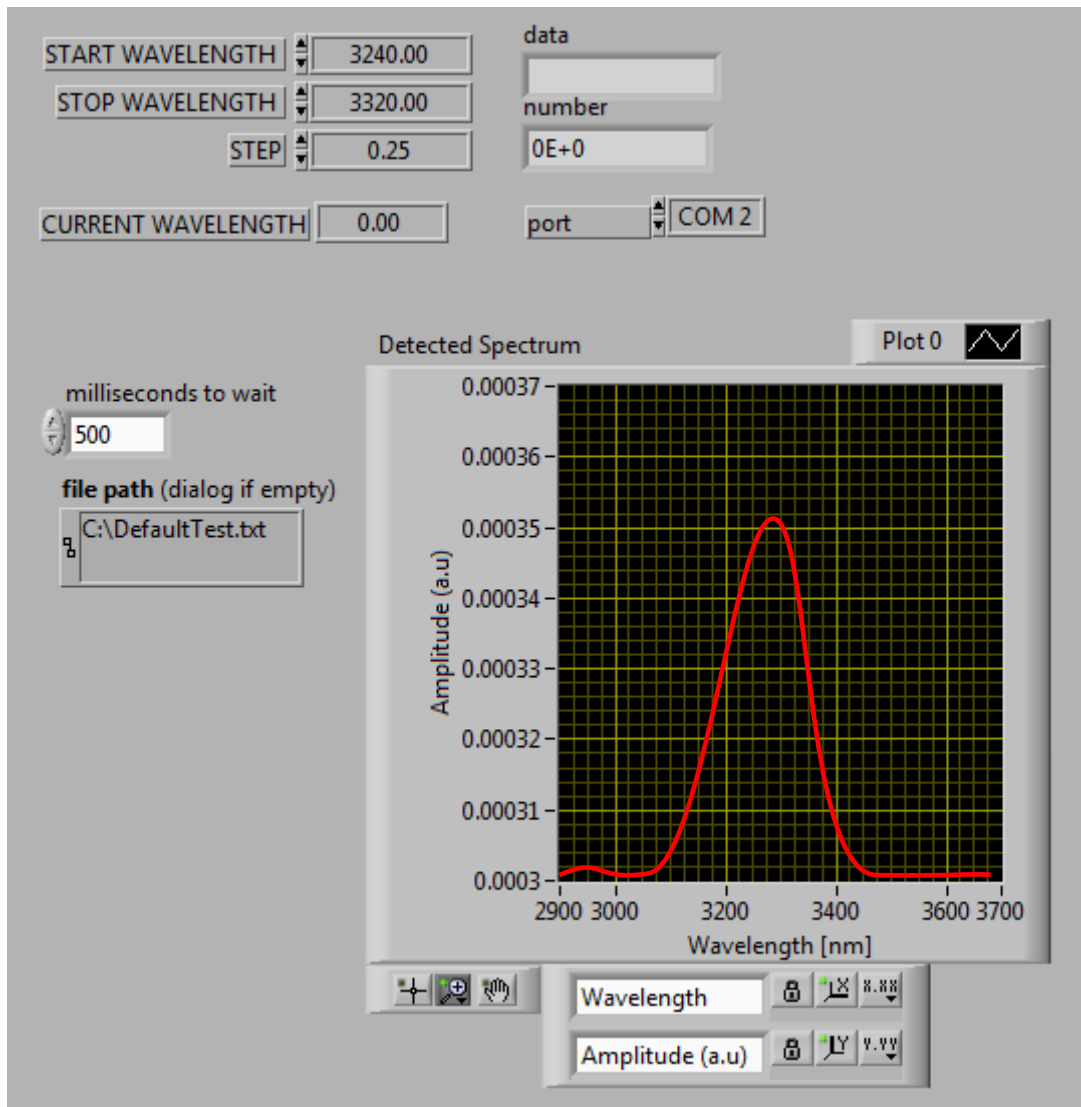 START WAVELENGTH 3240.00
STOP WAVELENGTH 3320.00
STEP 0.25
CURRENT WAVELENGTH 0.00
data
number
0E+0
port COM 2
milliseconds to wait
500
file path (dialog if empty)
C:\DefaultTest.txt
Detected Spectrum
Plot 0
0.00037
0.00036
0.00035
0.00034
0.00033
0.00032
0.00031
0.0003
Amplitude (a.u)
2900 3000 3200 3400 3600 3700
Wavelength [nm]
Wavelength
X X.XX
Amplitude (a.u)
Y Y.YY